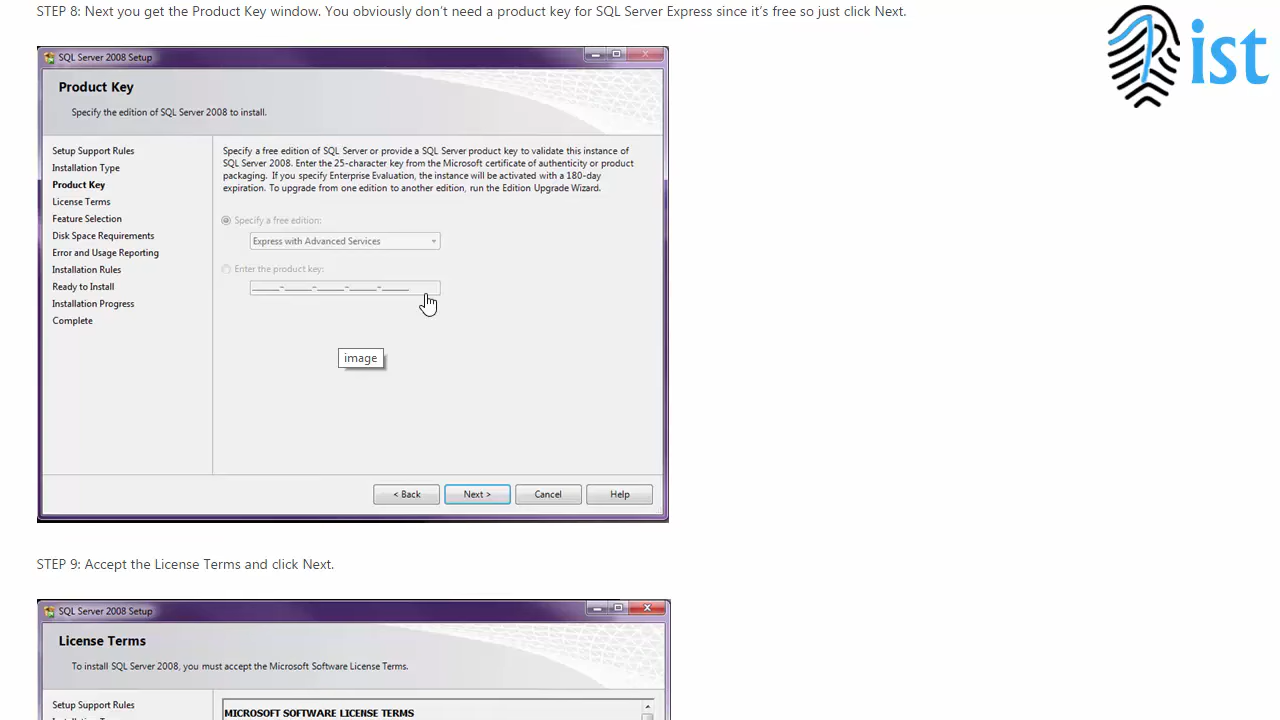 STEP 8: Next you get the Product Key window. You obviously don’t need a product key for SQL Server Express since it’s free so just click Next.
1ist
SQL Server 2008 Setup
Product Key
Specify the edition of SQL Server 2008 to install.
Setup Support Rules
Installation Type
Product Key
License Terms
Feature Selection
Disk Space Requirements
Error and Usage Reporting
Installation Rules
Ready to Install
Installation Progress
Complete
Specify a free edition of SQL Server or provide a SQL Server product key to validate this instance of
SQL Server 2008. Enter the 25-character key from the Microsoft certificate of authenticity or product
packaging. If you specify Enterprise Evaluation, the instance will be activated with a 180-day
expiration. To upgrade from one edition to another edition, run the Edition Upgrade Wizard.
Specify a free edition:
Express with Advanced Services
Enter the product key:
_____-_____-_____-_____-_____
image
< Back
Next >
Cancel
Help
STEP 9: Accept the License Terms and click Next.
SQL Server 2008 Setup
License Terms
To install SQL Server 2008, you must accept the Microsoft Software License Terms.
Setup Support Rules
MICROSOFT SOFTWARE LICENSE TERMS